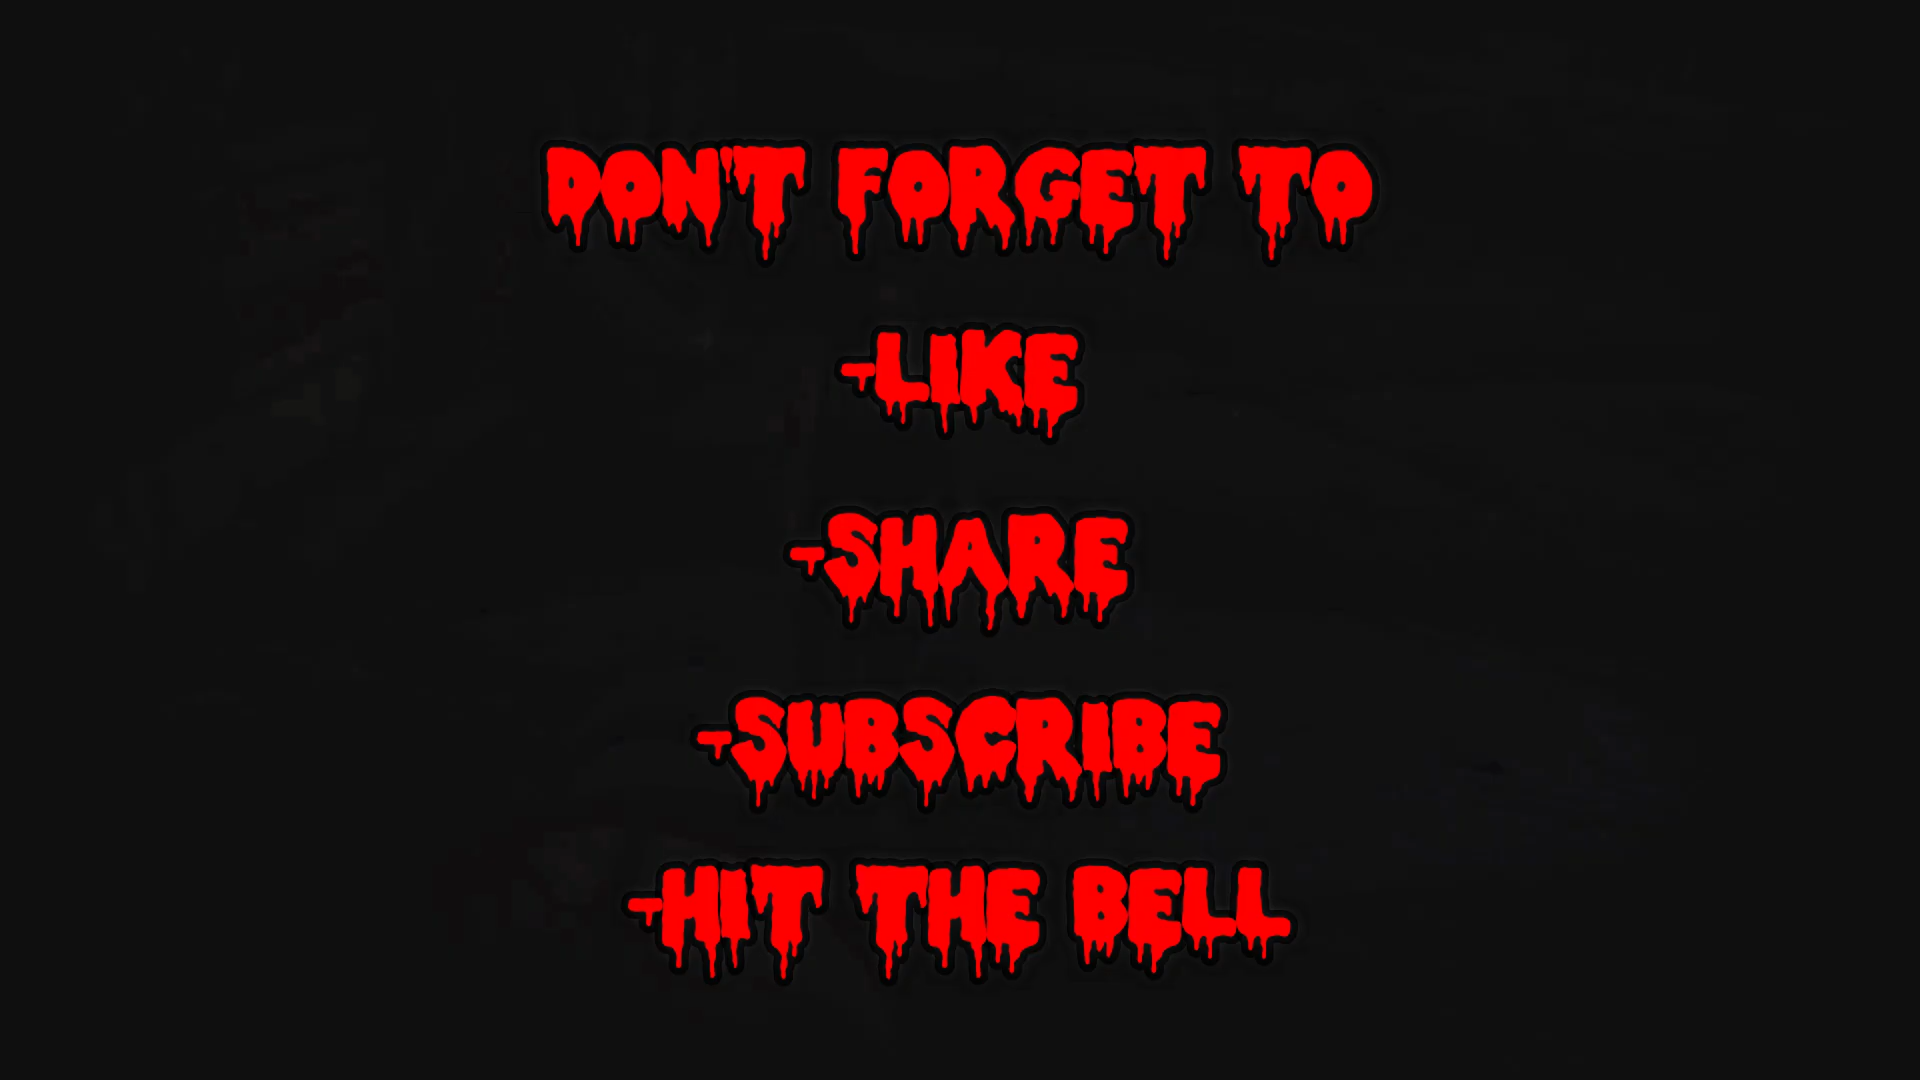 DON'T FORGET TO
-LIKE
-SHARE
-SUBSCRIBE
-HIT THE BELL